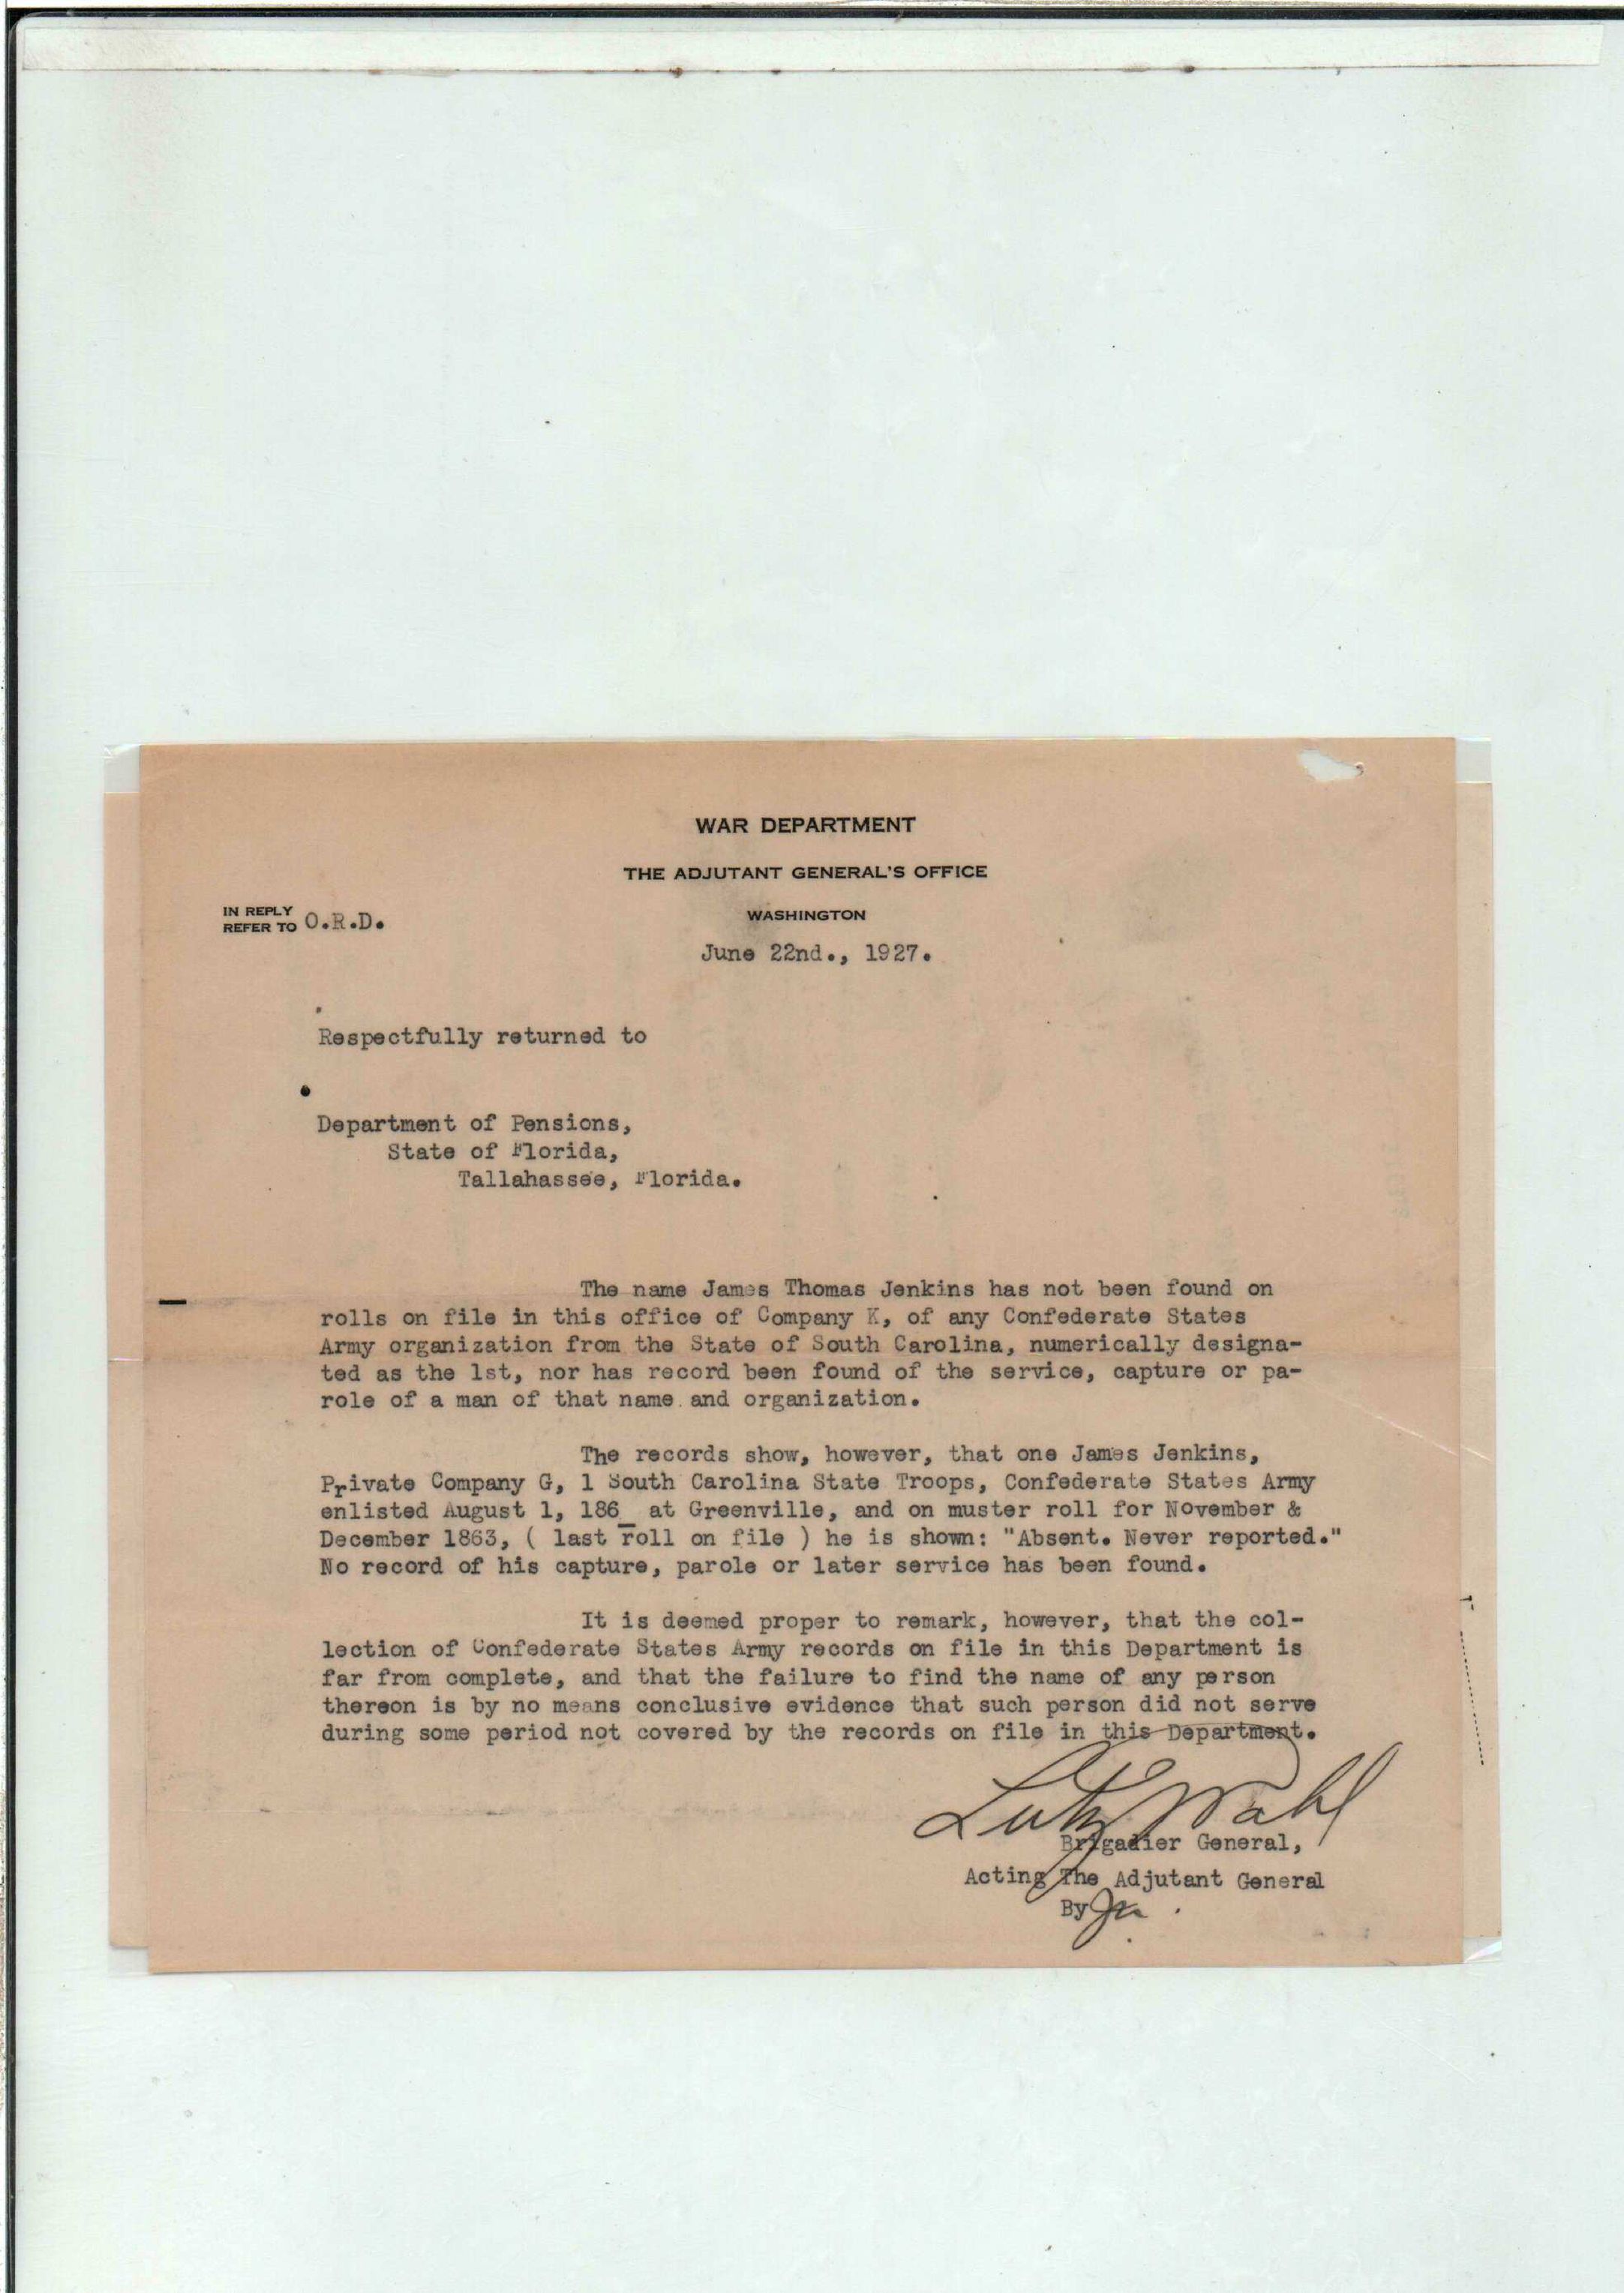 WAR DEPARTMENT
THE ADJUTANT GENERAL'S OFFICE
IN REPLY
REFER TO O.R.D.
WASHINGTON
June 22nd., 1927.
Respectfully returned to
Department of Pensions,
State of Florida,
Tallahassee, Florida.
The name James Thomas Jenkins has not been found on
rolls on file in this office of Company K, of any Confederate States
Army organization from the State of South Carolina, numerically designa-
ted as the 1st, nor has record been found of the service, capture or pa-
role of a man of that name and organization.
The records show, however, that one James Jenkins,
Private Company G, 1 South Carolina State Troops, Confederate States Army
enlisted August 1, 186_ at Greenville, and on muster roll for November &
December 1863, ( last roll on file ) he is shown: "Absent. Never reported."
No record of his capture, parole or later service has been found.
It is deemed proper to remark, however, that the col-
lection of Confederate States Army records on file in this Department is
far from complete, and that the failure to find the name of any person
thereon is by no means conclusive evidence that such person did not serve
during some period not covered by the records on file in this Department.
Lutz Wahl
Brigadier General,
Acting The Adjutant General
By